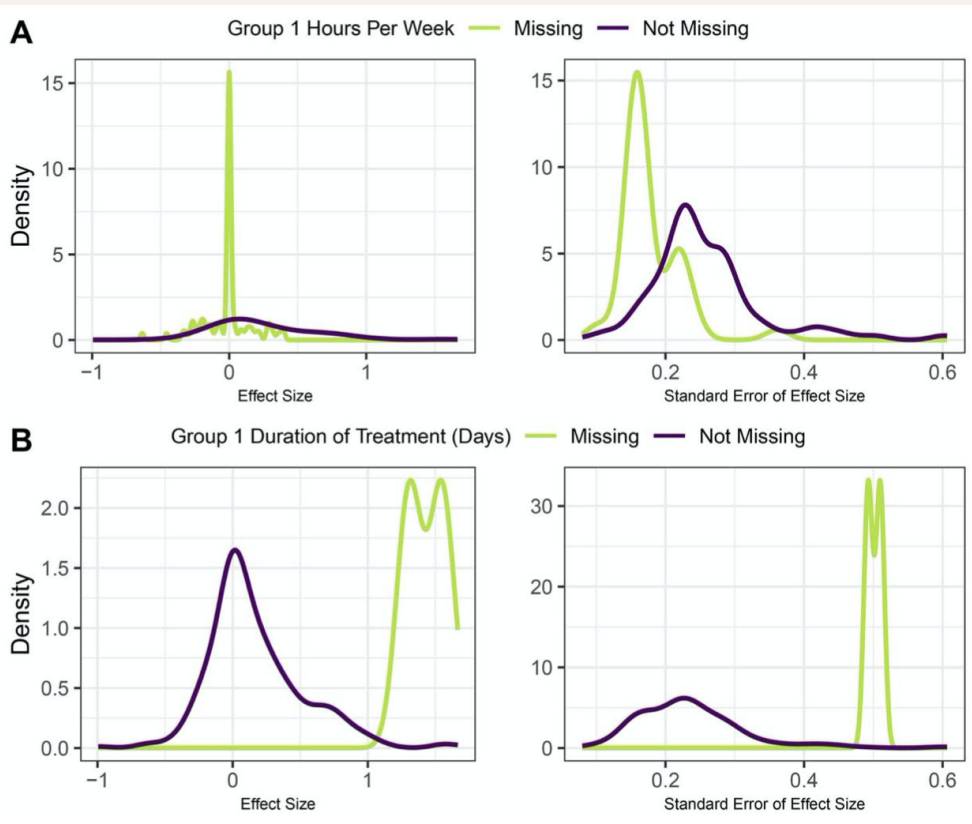 A
Group 1 Hours Per Week Missing Not Missing
Density
15
10
5
0
−1 0 1
Effect Size
15
10
5
0
0.2 0.4 0.6
Standard Error of Effect Size
B
Group 1 Duration of Treatment (Days) Missing Not Missing
Density
2.0
1.5
1.0
0.5
0.0
−1 0 1
Effect Size
30
20
10
0
0.2 0.4 0.6
Standard Error of Effect Size